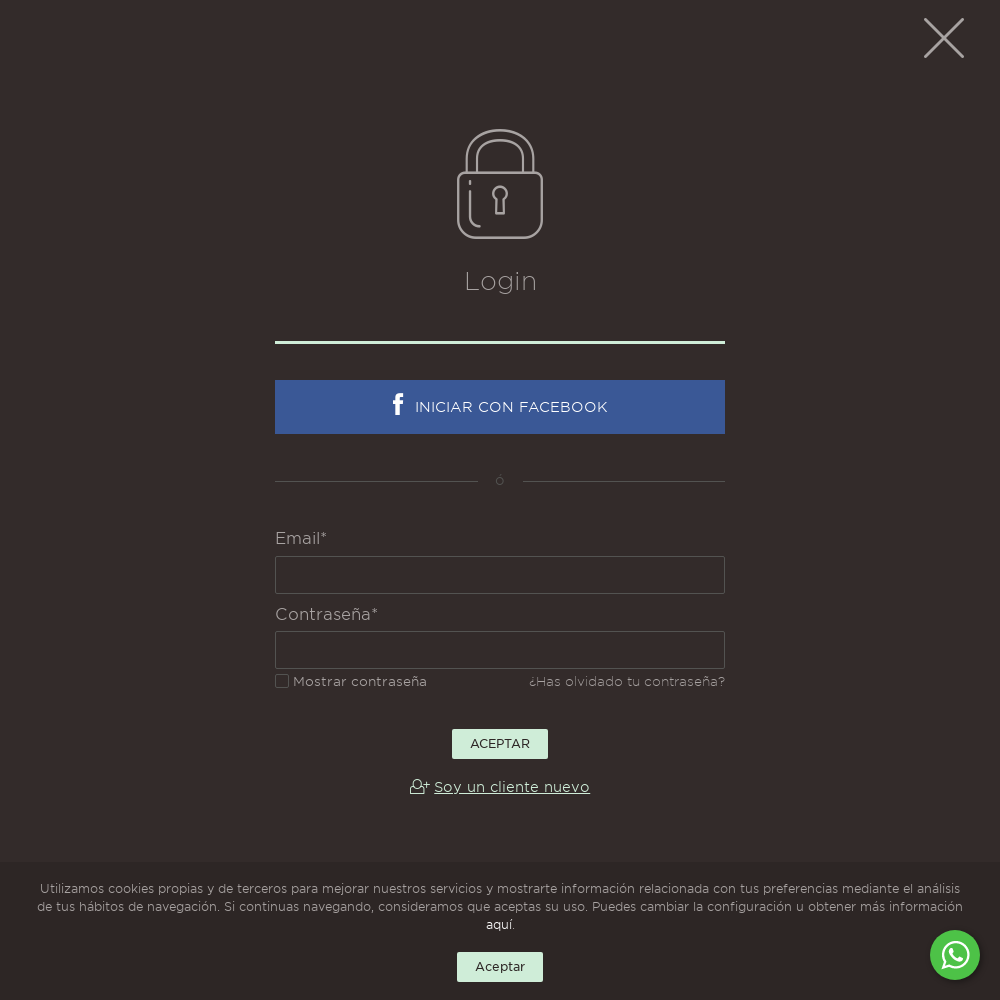 Login
f INICIAR CON FACEBOOK
ó
Email*
Contraseña*
Mostrar contraseña ¿Has olvidado tu contraseña?
ACEPTAR
Soy un cliente nuevo
Utilizamos cookies propias y de terceros para mejorar nuestros servicios y mostrarte información relacionada con tus preferencias mediante el análisis
de tus hábitos de navegación. Si continuas navegando, consideramos que aceptas su uso. Puedes cambiar la configuración u obtener más información
aquí.
Aceptar